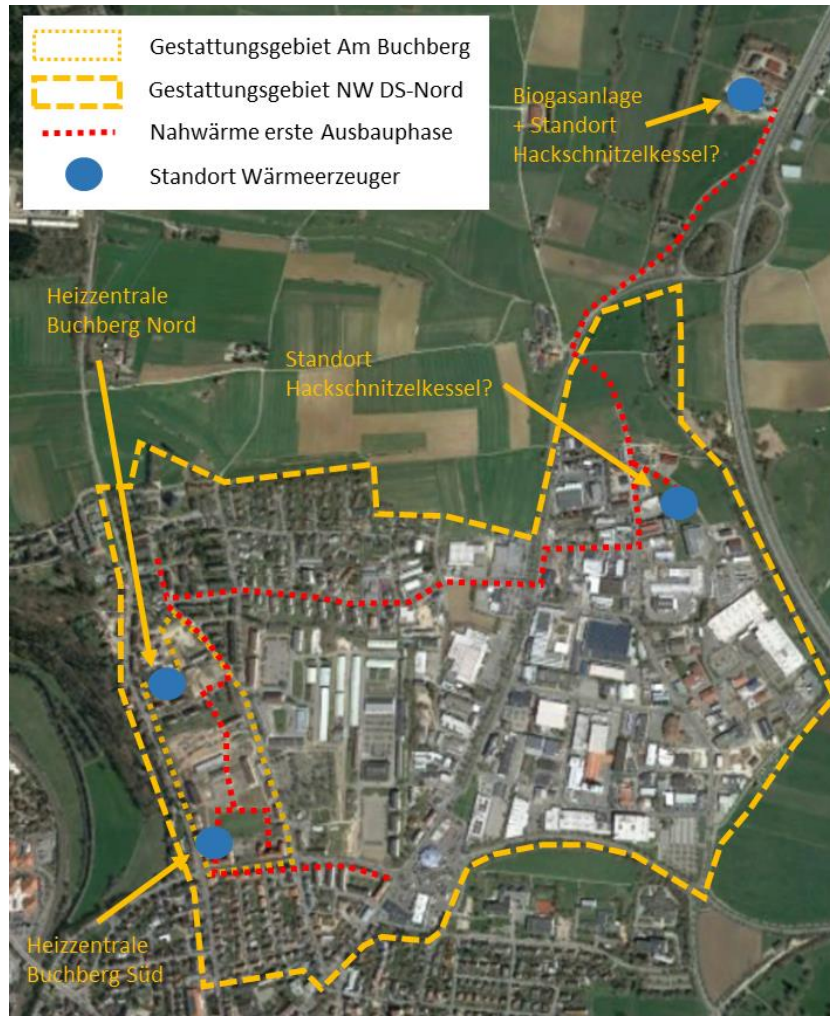 Gestattungsgebiet Am Buchberg
Gestattungsgebiet NW DS-Nord
Nahwärme erste Ausbauphase
Standort Wärmeerzeuger
Biogasanlage
+ Standort
Hackschnitzelkessel?
Heizzentrale
Buchberg Nord
Standort
Hackschnitzelkessel?
Heizzentrale
Buchberg Süd